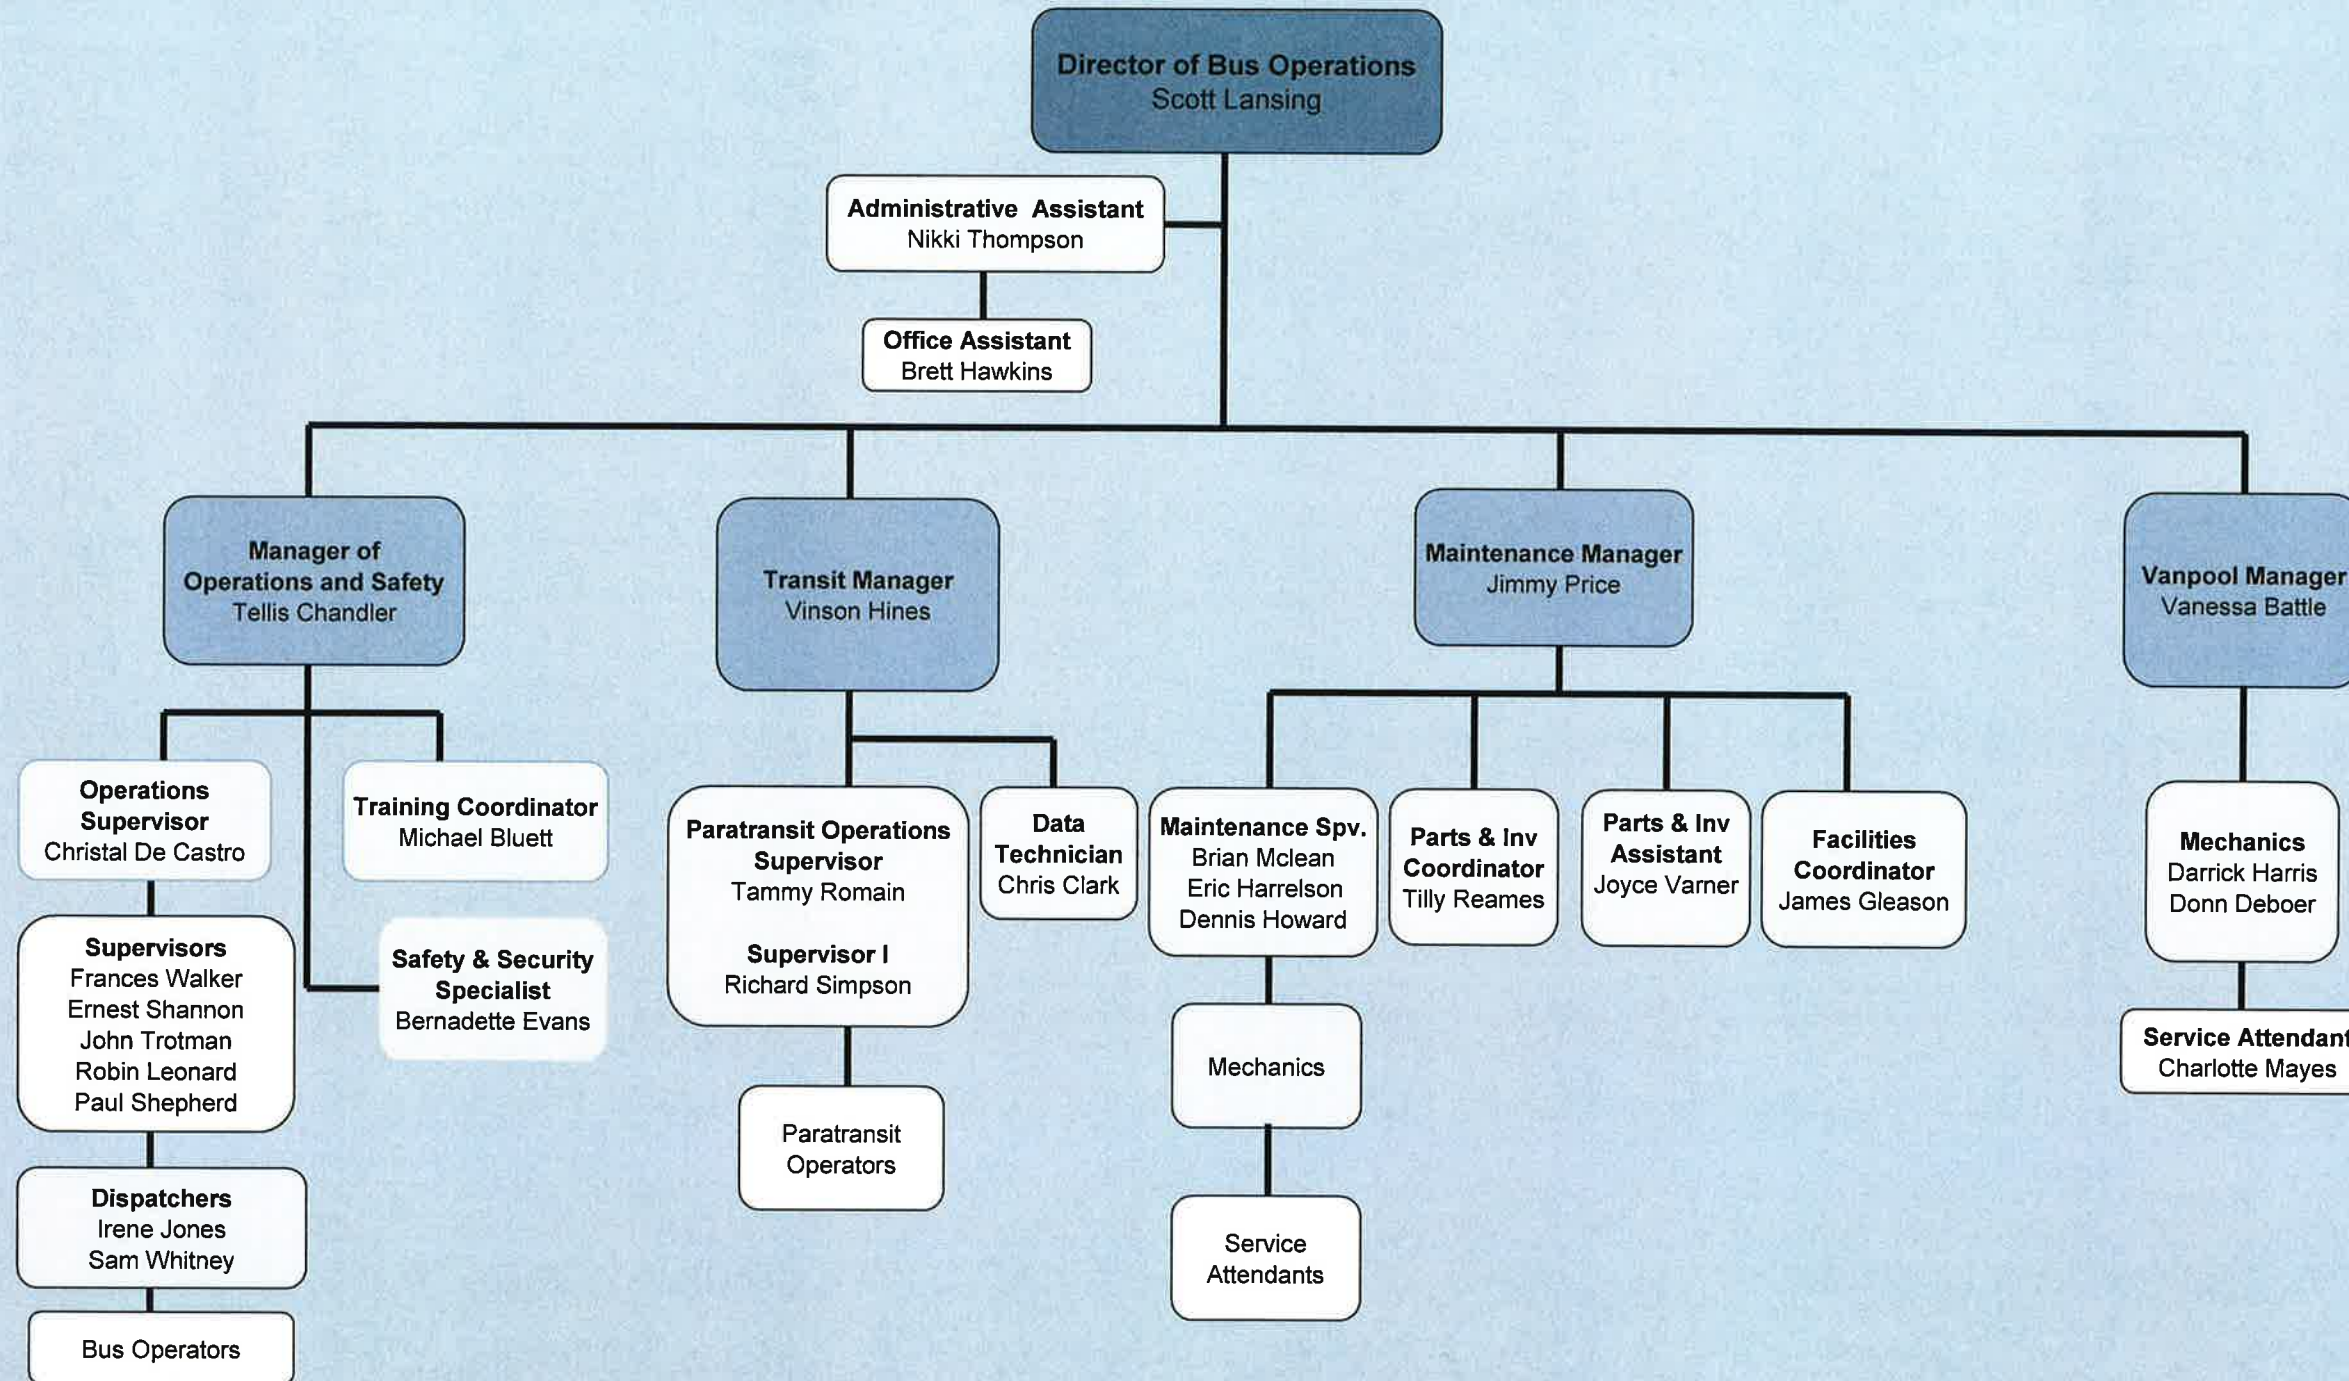 Director of Bus Operations
Scott Lansing
Administrative Assistant
Nikki Thompson
Office Assistant
Brett Hawkins
Manager of
Operations and Safety
Tellis Chandler
Transit Manager
Vinson Hines
Maintenance Manager
Jimmy Price
Vanpool Manager
Vanessa Battle
Operations
Supervisor
Christal De Castro
Training Coordinator
Michael Bluett
Supervisors
Frances Walker
Ernest Shannon
John Trotman
Robin Leonard
Paul Shepherd
Safety & Security
Specialist
Bernadette Evans
Dispatchers
Irene Jones
Sam Whitney
Bus Operators
Paratransit Operations
Supervisor
Tammy Romain
Supervisor I
Richard Simpson
Data
Technician
Chris Clark
Paratransit
Operators
Maintenance Spv.
Brian Mclean
Eric Harrelson
Dennis Howard
Parts & Inv
Coordinator
Tilly Reames
Parts & Inv
Assistant
Joyce Varner
Facilities
Coordinator
James Gleason
Mechanics
Service
Attendants
Mechanics
Darrick Harris
Donn Deboer
Service Attendant
Charlotte Mayes